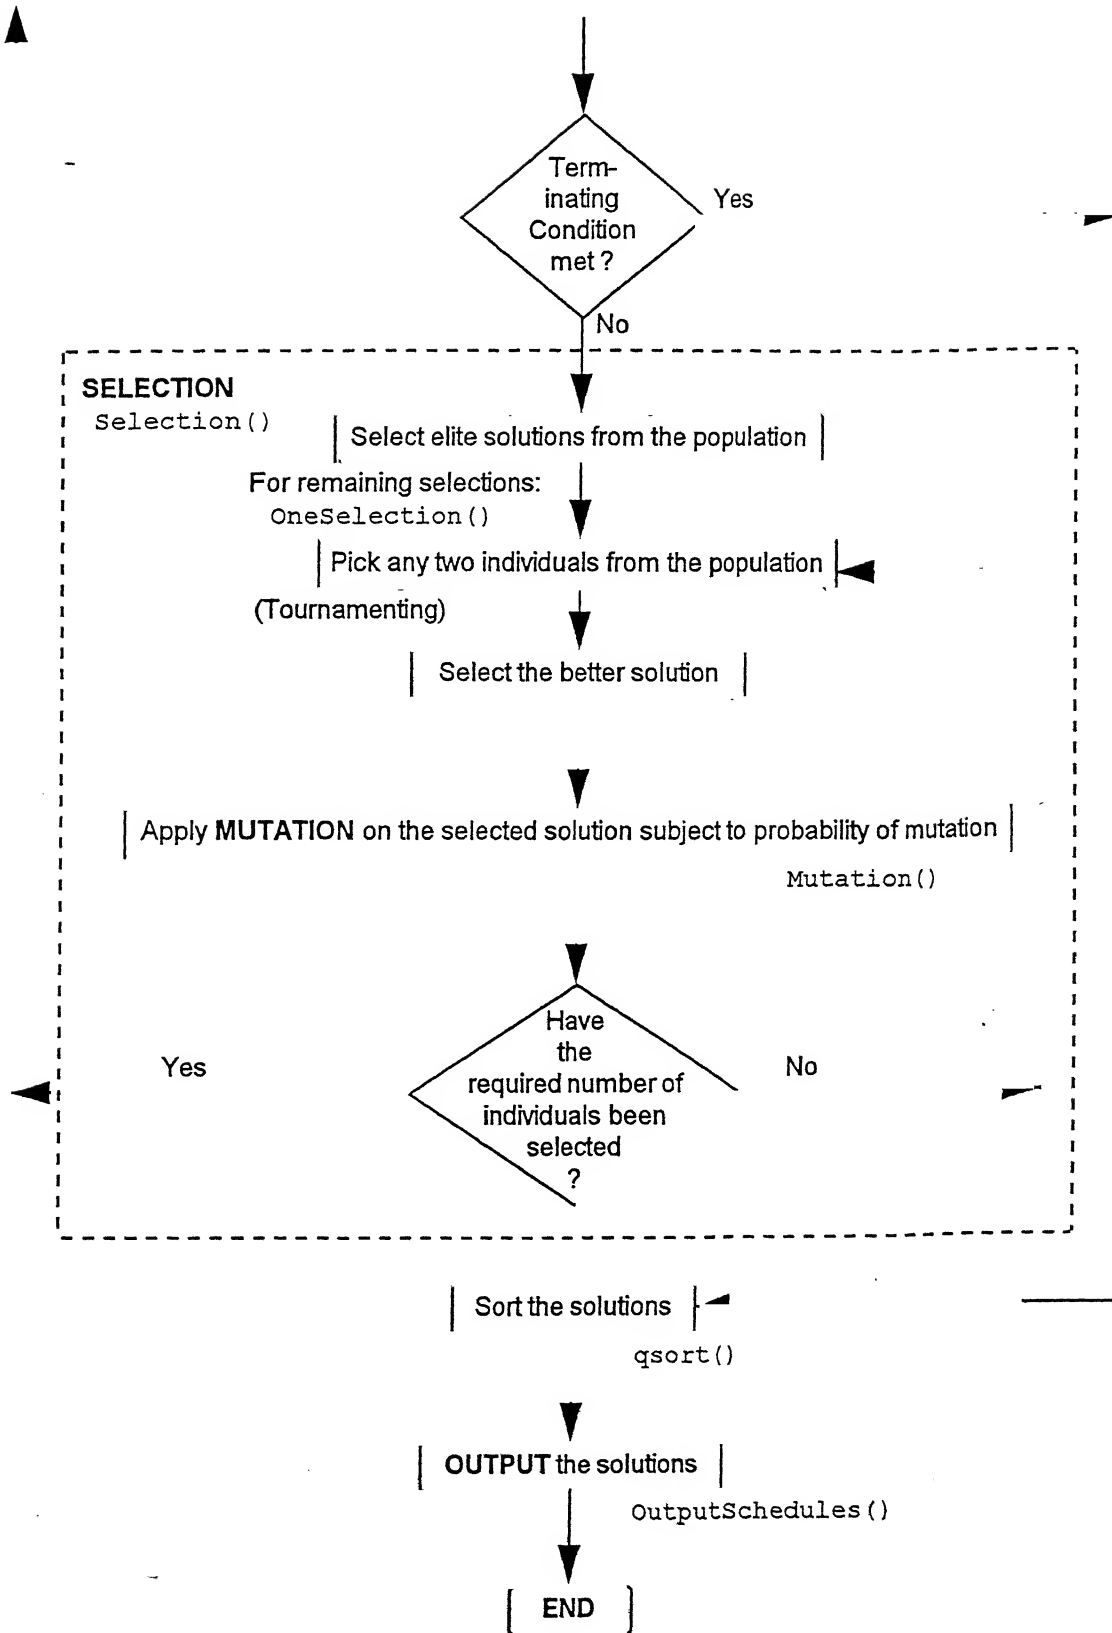 Term-
inating
Condition
met ?
Yes
No
SELECTION
Selection()
Select elite solutions from the population
For remaining selections:
OneSelection()
Pick any two individuals from the population
(Tournamenting)
Select the better solution
Apply MUTATION on the selected solution subject to probability of mutation
Mutation()
Have
the
required number of
individuals been
selected
?
Yes
No
Sort the solutions
qsort()
OUTPUT the solutions
OutputSchedules()
END